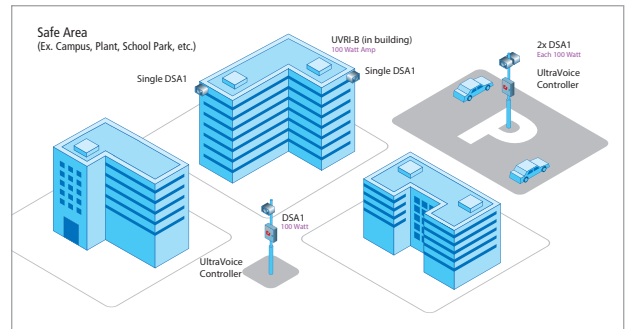 Safe Area
(Ex. Campus, Plant, School Park, etc.)
UVRI-B (in building)
100 Watt Amp
Single DSA1
Single DSA1
2x DSA1
Each 100 Watt
UltraVoice
Controller
P
DSA1
100 Watt
UltraVoice
Controller